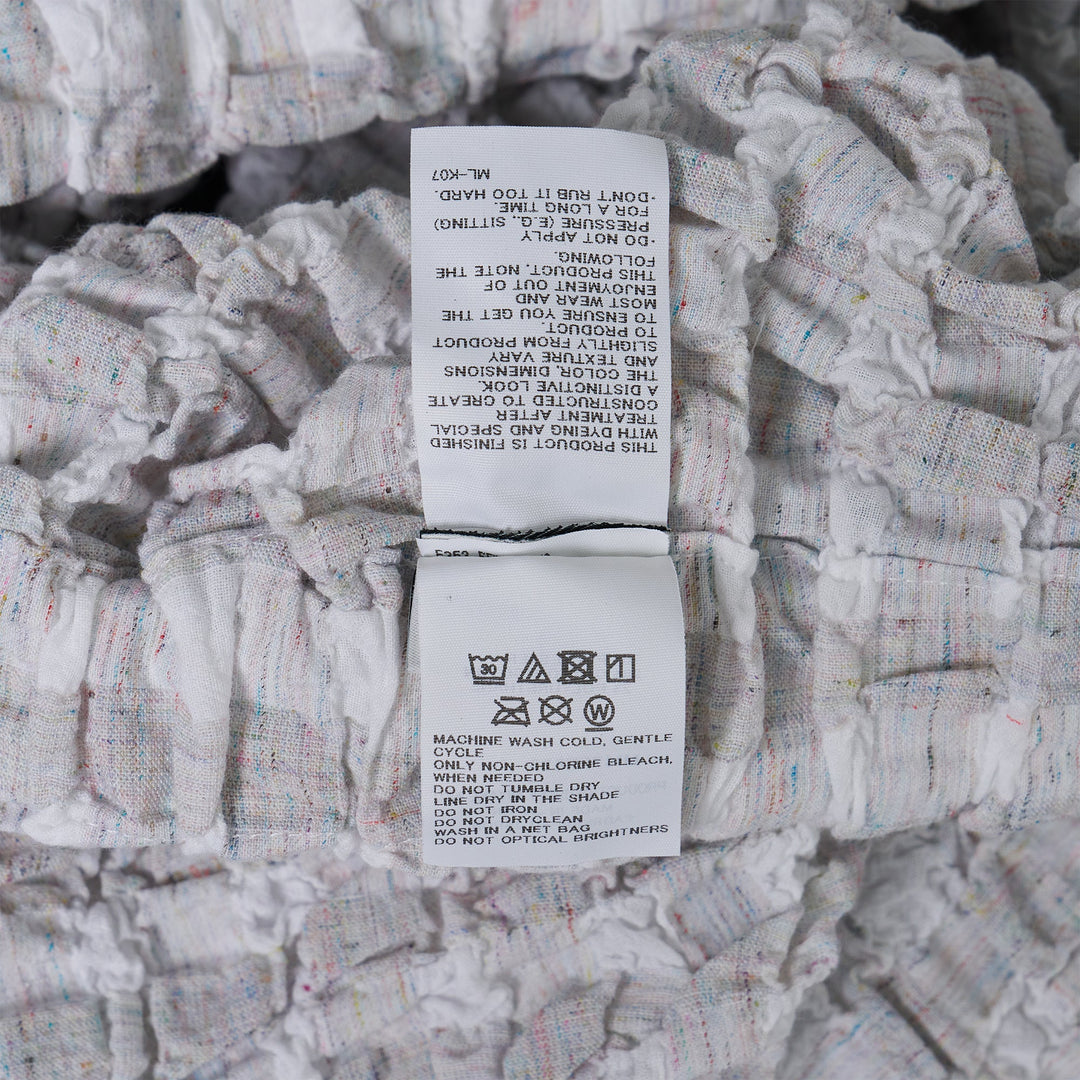 THIS PRODUCT IS FINISHED
WITH DYEING AND SPECIAL
TREATMENT AFTER
CONSTRUCTED TO CREATE
A DISTINCTIVE LOOK.
THE COLOR, DIMENSIONS
AND TEXTURE VARY
SLIGHTLY FROM PRODUCT
TO PRODUCT.
TO ENSURE YOU GET THE
MOST WEAR AND
ENJOYMENT OUT OF
THIS PRODUCT, NOTE THE
FOLLOWING.
·DO NOT APPLY
PRESSURE (E.G., SITTING)
FOR A LONG TIME.
·DON'T RUB IT TOO HARD.
ML-K07
30
W
MACHINE WASH COLD, GENTLE
CYCLE
ONLY NON-CHLORINE BLEACH,
WHEN NEEDED
DO NOT TUMBLE DRY
LINE DRY IN THE SHADE
DO NOT IRON
DO NOT DRYCLEAN
WASH IN A NET BAG
DO NOT OPTICAL BRIGHTNERS